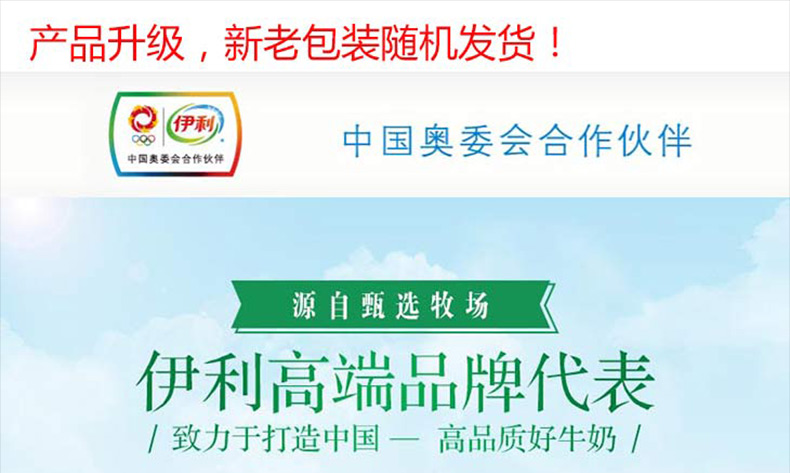 产品升级，新老包装随机发货！
伊利
中国奥委会合作伙伴
中国奥委会合作伙伴
源自甄选牧场
伊利高端品牌代表
/ 致力于打造中国 — 高品质好牛奶 /